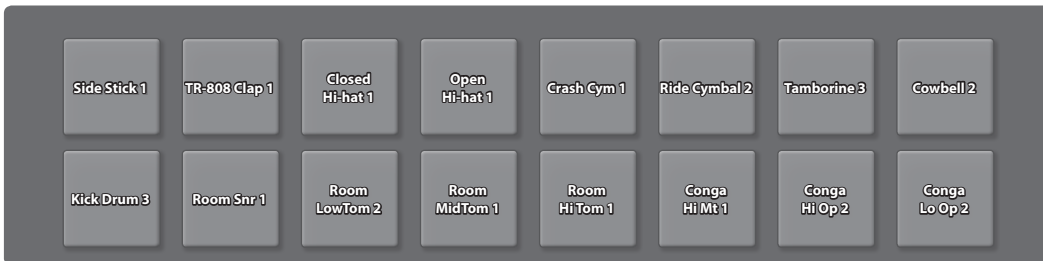 Side Stick 1
TR-808 Clap 1
Closed
Hi-hat 1
Open
Hi-hat 1
Crash Cym 1
Ride Cymbal 2
Tamborine 3
Cowbell 2
Kick Drum 3
Room Snr 1
Room
LowTom 2
Room
MidTom 1
Room
Hi Tom 1
Conga
Hi Mt 1
Conga
Hi Op 2
Conga
Lo Op 2